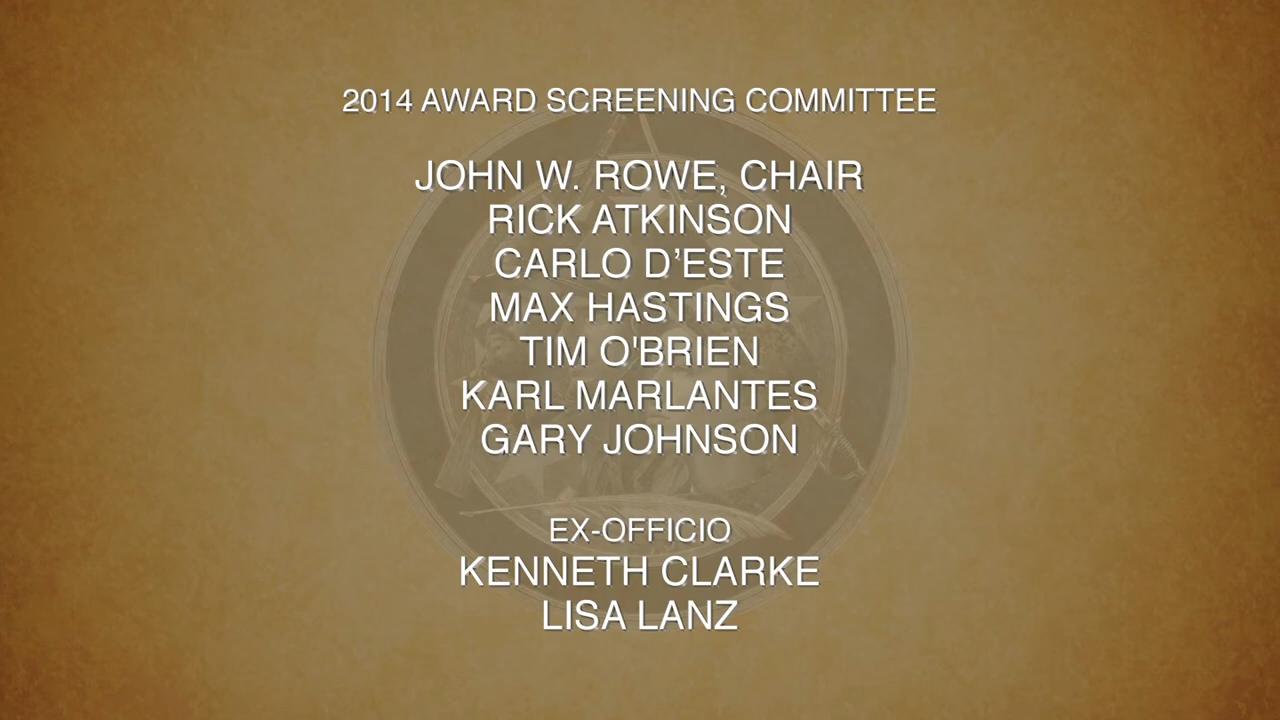 2014 AWARD SCREENING COMMITTEE
JOHN W. ROWE, CHAIR
RICK ATKINSON
CARLO D’ESTE
MAX HASTINGS
TIM O'BRIEN
KARL MARLANTES
GARY JOHNSON
EX-OFFICIO
KENNETH CLARKE
LISA LANZ